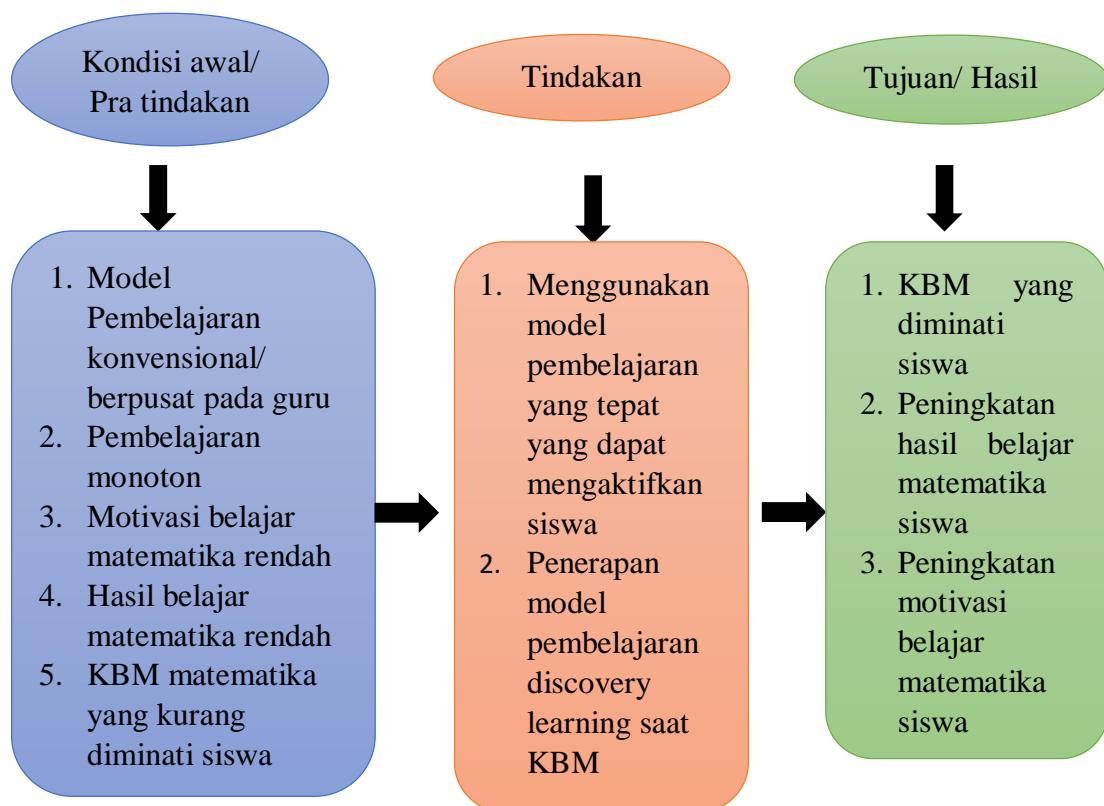 Kondisi awal/
Pra tindakan
1. Model
Pembelajaran
konvensional/
berpusat pada guru
2. Pembelajaran
monoton
3. Motivasi belajar
matematika rendah
4. Hasil belajar
matematika rendah
5. KBM matematika
yang kurang
diminati siswa
Tindakan
1. Menggunakan
model
pembelajaran
yang tepat
yang dapat
mengaktifkan
siswa
2. Penerapan
model
pembelajaran
discovery
learning saat
KBM
Tujuan/ Hasil
1. KBM yang
diminati
siswa
2. Peningkatan
hasil belajar
matematika
siswa
3. Peningkatan
motivasi
belajar
matematika
siswa